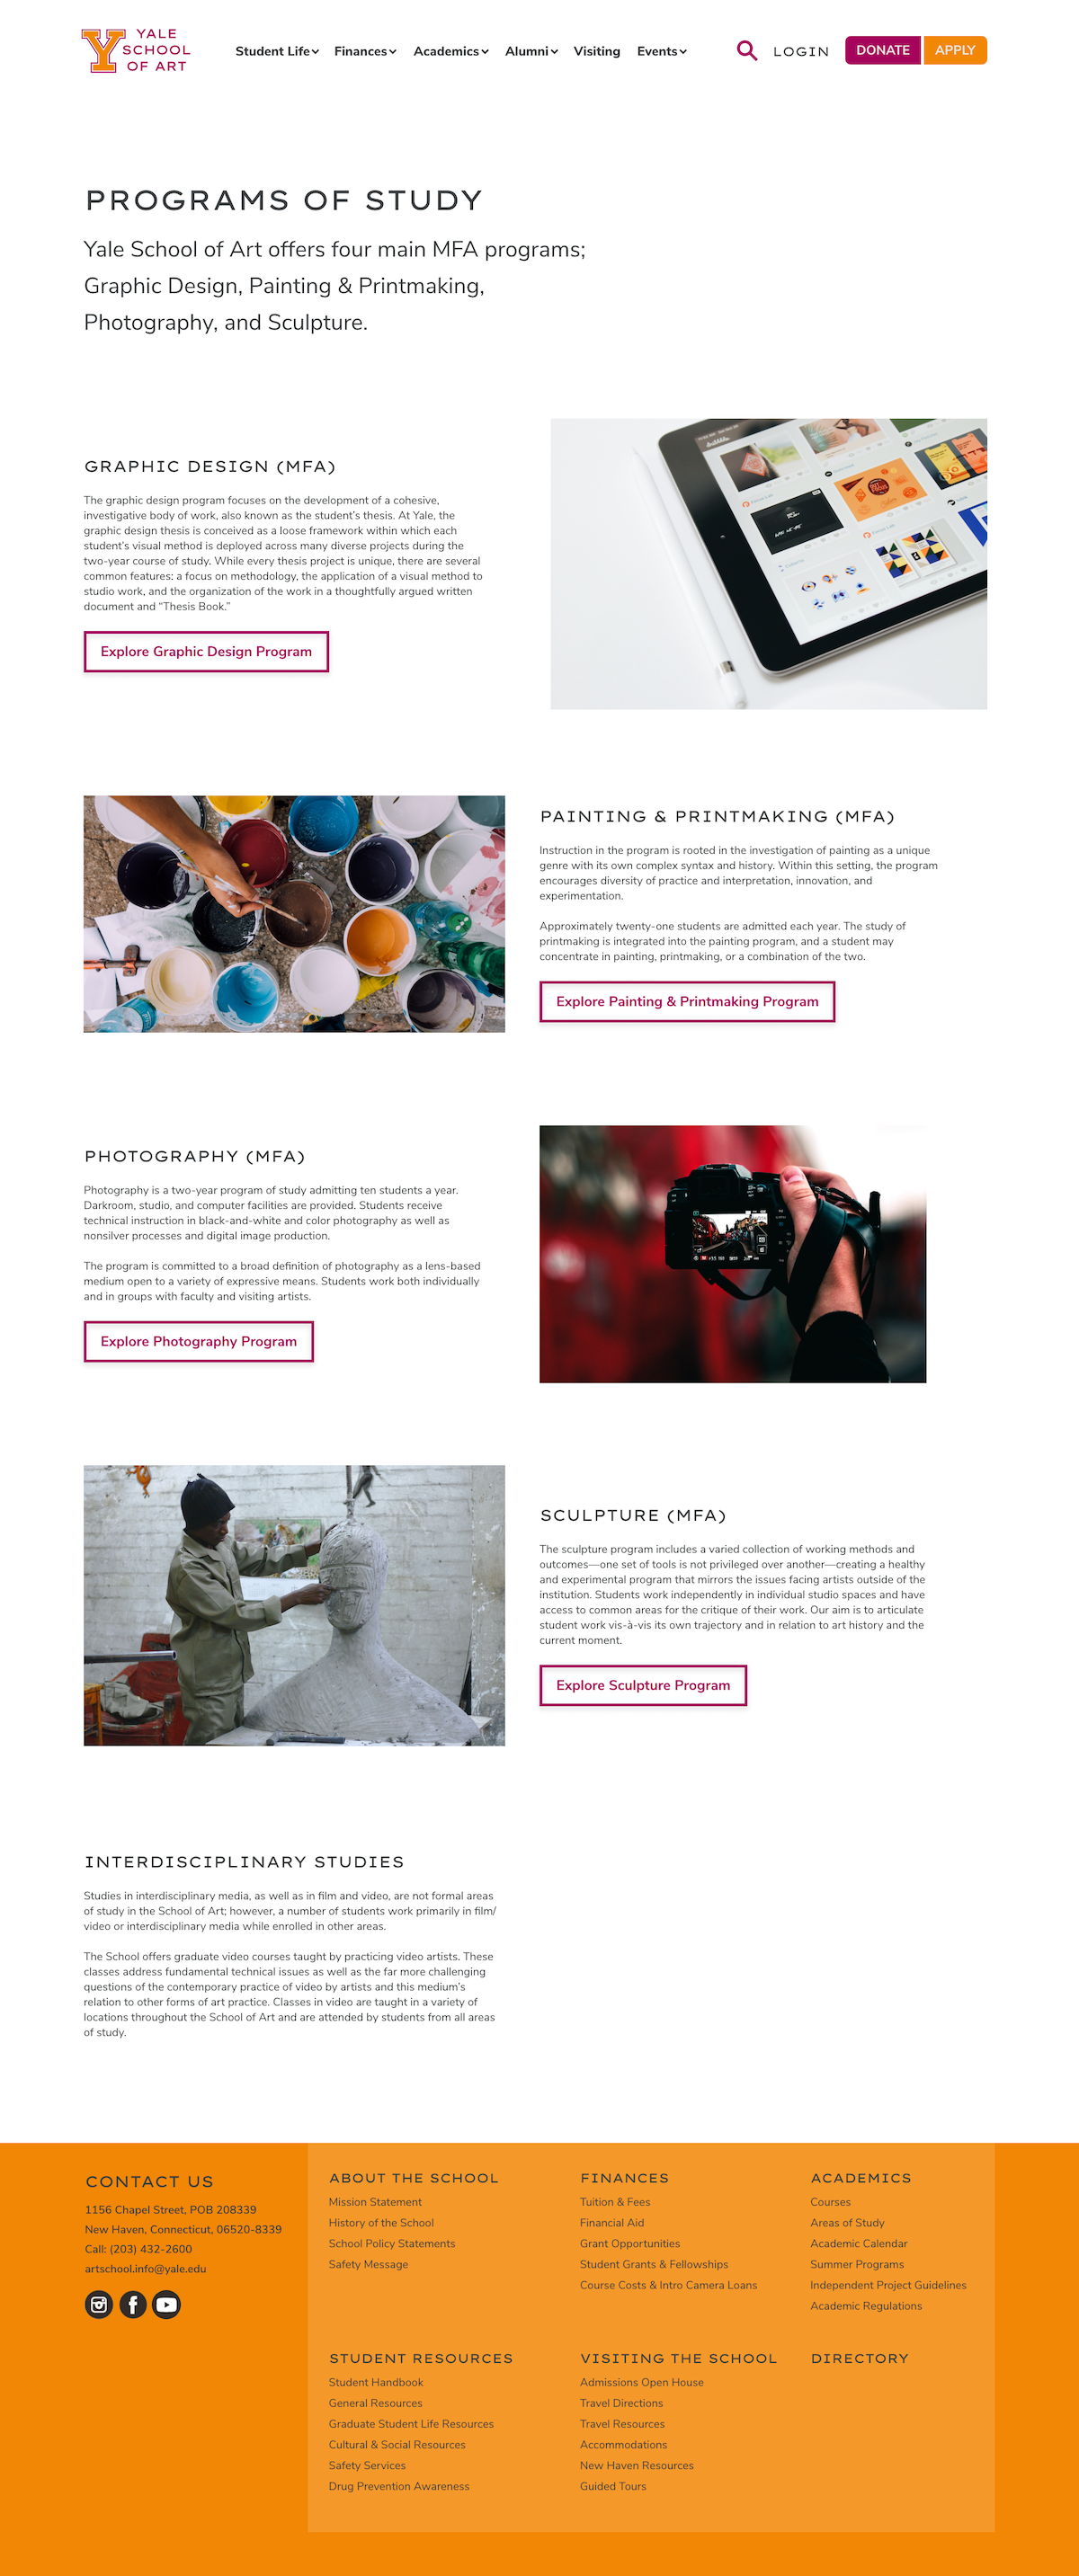 YALE
SCHOOL
OF ART
Student Life
Finances
Academics
Alumni
Visiting
Events
LOGIN
DONATE
APPLY
PROGRAMS OF STUDY
Yale School of Art offers four main MFA programs;
Graphic Design, Painting & Printmaking,
Photography, and Sculpture.
GRAPHIC DESIGN (MFA)
The graphic design program focuses on the development of a cohesive,
investigative body of work, also known as the student's thesis. At Yale, the
graphic design thesis is conceived as a loose framework within which each
student's visual method is deployed across many diverse projects during the
two-year course of study. While every thesis project is unique, there are several
common features: a focus on methodology, the application of a visual method to
studio work, and the organization of the work in a thoughtfully argued written
document and “Thesis Book.”
Explore Graphic Design Program
PAINTING & PRINTMAKING (MFA)
Instruction in the program is rooted in the investigation of painting as a unique
genre with its own complex syntax and history. Within this setting, the program
encourages diversity of practice and interpretation, innovation, and
experimentation.
Approximately twenty-one students are admitted each year. The study of
printmaking is integrated into the painting program, and a student may
concentrate in painting, printmaking, or a combination of the two.
Explore Painting & Printmaking Program
PHOTOGRAPHY (MFA)
Photography is a two-year program of study admitting ten students a year.
Darkroom, studio, and computer facilities are provided. Students receive
technical instruction in black-and-white and color photography as well as
nonsilver processes and digital image production.
The program is committed to a broad definition of photography as a lens-based
medium open to a variety of expressive means. Students work both individually
and in groups with faculty and visiting artists.
Explore Photography Program
SCULPTURE (MFA)
The sculpture program includes a varied collection of working methods and
outcomes—one set of tools is not privileged over another—creating a healthy
and experimental program that mirrors the issues facing artists outside of the
institution. Students work independently in individual studio spaces and have
access to common areas for the critique of their work. Our aim is to articulate
student work vis-à-vis its own trajectory and in relation to art history and the
current moment.
Explore Sculpture Program
INTERDISCIPLINARY STUDIES
Studies in interdisciplinary media, as well as in film and video, are not formal areas
of study in the School of Art; however, a number of students work primarily in film/
video or interdisciplinary media while enrolled in other areas.
The School offers graduate video courses taught by practicing video artists. These
classes address fundamental technical issues as well as the far more challenging
questions of the contemporary practice of video by artists and this medium's
relation to other forms of art practice. Classes in video are taught in a variety of
locations throughout the School of Art and are attended by students from all areas
of study.
CONTACT US
1156 Chapel Street, POB 208339
New Haven, Connecticut, 06520-8339
Call: (203) 432-2600
artschool.info@yale.edu
ABOUT THE SCHOOL
Mission Statement
History of the School
School Policy Statements
Safety Message
FINANCES
Tuition & Fees
Financial Aid
Grant Opportunities
Student Grants & Fellowships
Course Costs & Intro Camera Loans
ACADEMICS
Courses
Areas of Study
Academic Calendar
Summer Programs
Independent Project Guidelines
Academic Regulations
STUDENT RESOURCES
Student Handbook
General Resources
Graduate Student Life Resources
Cultural & Social Resources
Safety Services
Drug Prevention Awareness
VISITING THE SCHOOL
Admissions Open House
Travel Directions
Travel Resources
Accommodations
New Haven Resources
Guided Tours
DIRECTORY